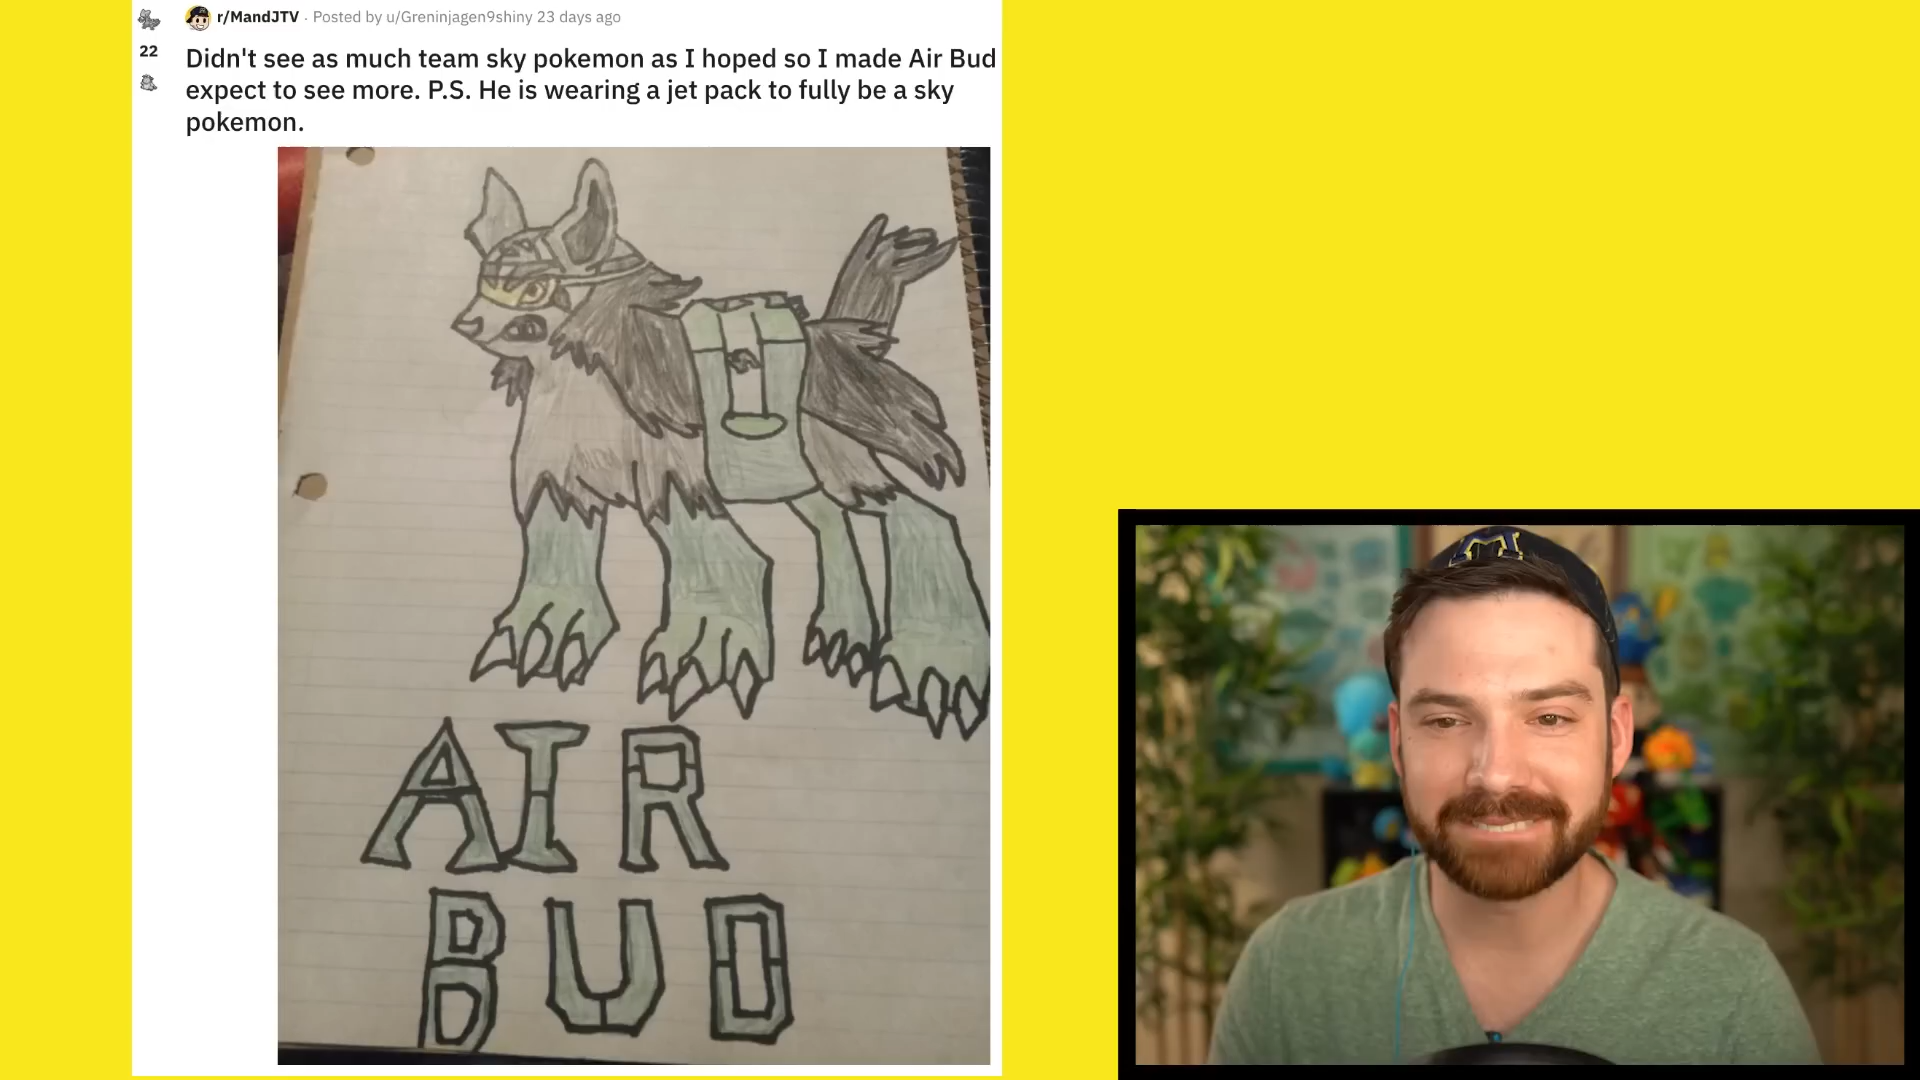 r/MandJTV · Posted by u/Greninjagen9shiny 23 days ago
22
Didn't see as much team sky pokemon as I hoped so I made Air Bud
expect to see more. P.S. He is wearing a jet pack to fully be a sky
pokemon.
M
AIR
BUD